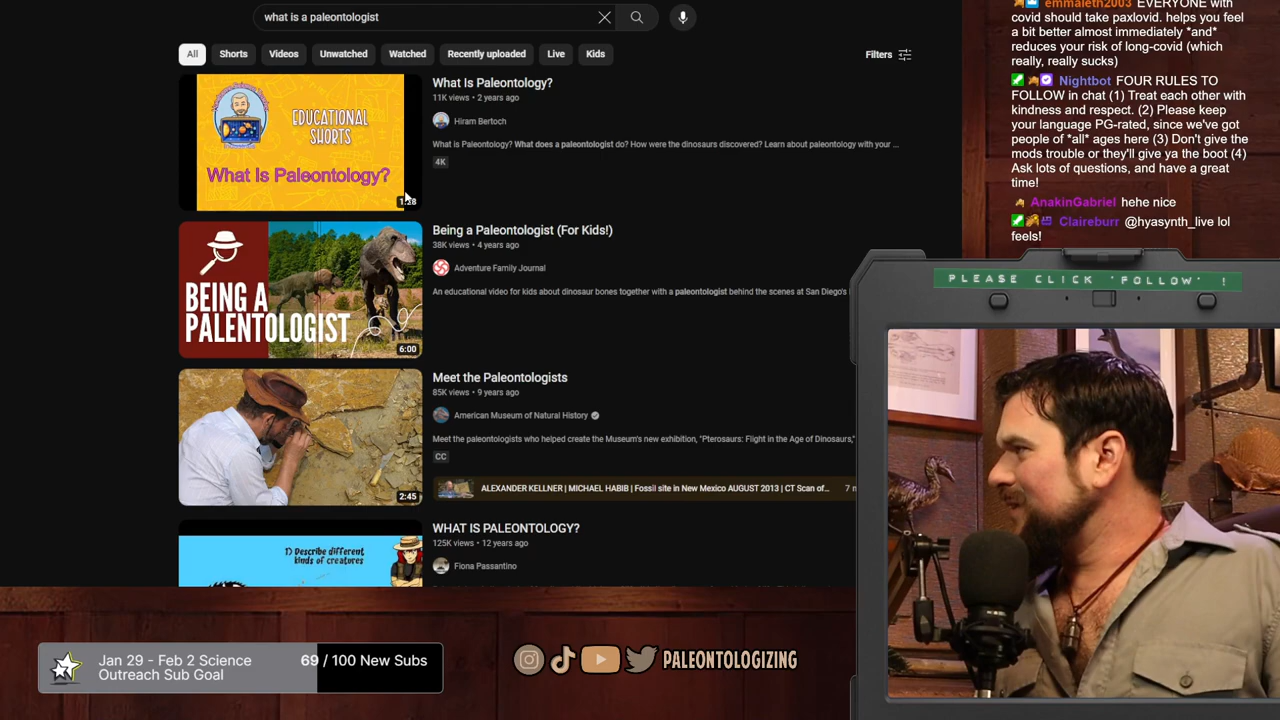 what is a paleontologist
All
Shorts
Videos
Unwatched
Watched
Recently uploaded
Live
Kids
Filters
EDUCATIONAL
SHORTS
What Is Paleontology?
1:28
What Is Paleontology?
11K views • 2 years ago
Hiram Bertoch
What Is Paleontology? What does a paleontologist do? How were the dinosaurs discovered? Learn about paleontology with your ...
4K
BEING A
PALENTOLOGIST
6:00
Being a Paleontologist (For Kids!)
38K views • 4 years ago
Adventure Family Journal
An educational video for kids about dinosaur bones together with a paleontologist behind the scenes at San Diego's
2:45
Meet the Paleontologists
85K views • 9 years ago
American Museum of Natural History
Meet the paleontologists who helped create the Museum's new exhibition, "Pterosaurs: Flight in the Age of Dinosaurs,"
CC
ALEXANDER KELLNER | MICHAEL HABIB | Fossil site in New Mexico AUGUST 2013 | CT Scan of... 7
1) Describe different
kinds of creatures
WHAT IS PALEONTOLOGY?
125K views • 12 years ago
Fiona Passantino
emmaleth2003 EVERYONE with
covid should take paxlovid. helps you feel
a bit better almost immediately *and*
reduces your risk of long-covid (which
really, really sucks)
Nightbot FOUR RULES TO
FOLLOW in chat (1) Treat each other with
kindness and respect. (2) Please keep
your language PG-rated, since we've got
people of *all* ages here (3) Don't give the
mods trouble or they'll give ya the boot (4)
Ask lots of questions, and have a great
time!
AnakinGabriel hehe nice
Claireburr @hyasynth_live lol
feels!
PLEASE CLICK 'FOLLOW' !
Jan 29 - Feb 2 Science
Outreach Sub Goal
69 / 100 New Subs
PALEONTOLOGIZING